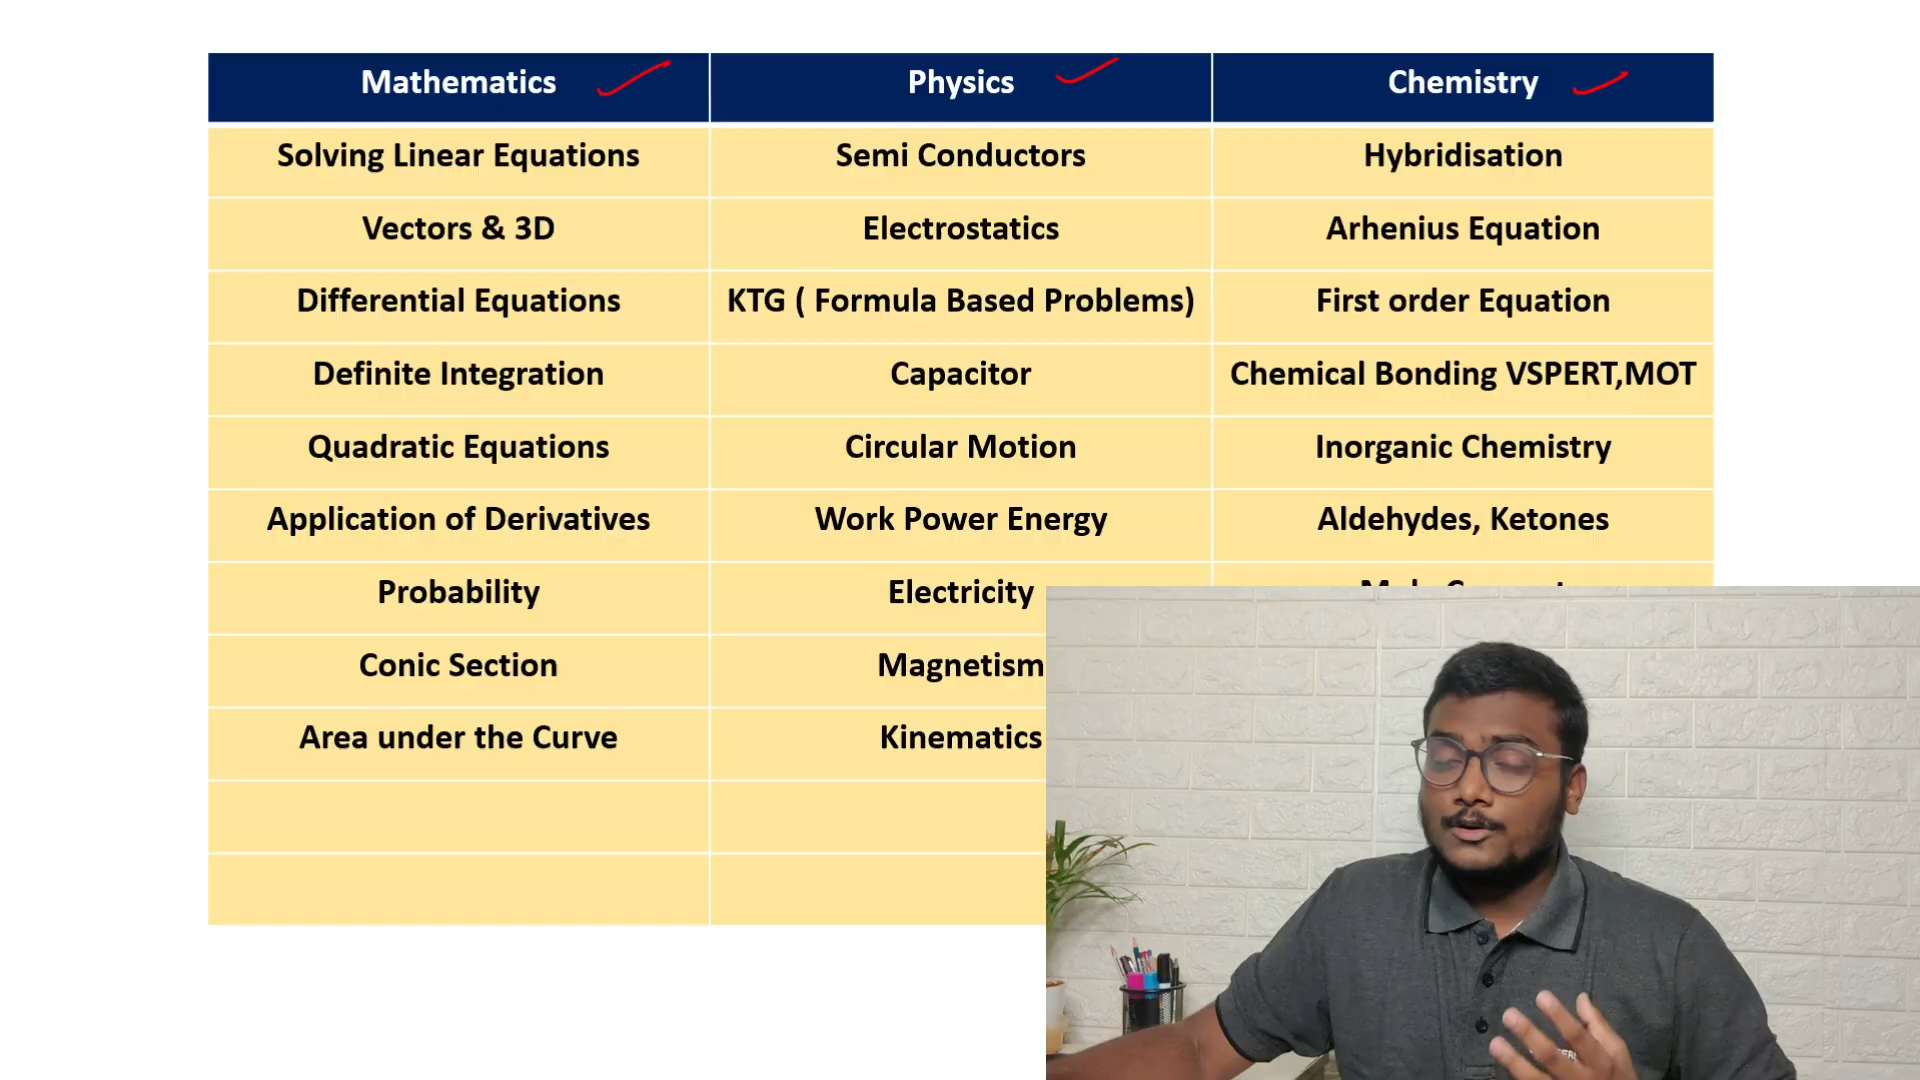 Mathematics Physics Chemistry
Solving Linear Equations Semi Conductors Hybridisation
Vectors & 3D Electrostatics Arhenius Equation
Differential Equations KTG ( Formula Based Problems) First order Equation
Definite Integration Capacitor Chemical Bonding VSPERT,MOT
Quadratic Equations Circular Motion Inorganic Chemistry
Application of Derivatives Work Power Energy Aldehydes, Ketones
Probability Electricity
Conic Section Magnetism
Area under the Curve Kinematics